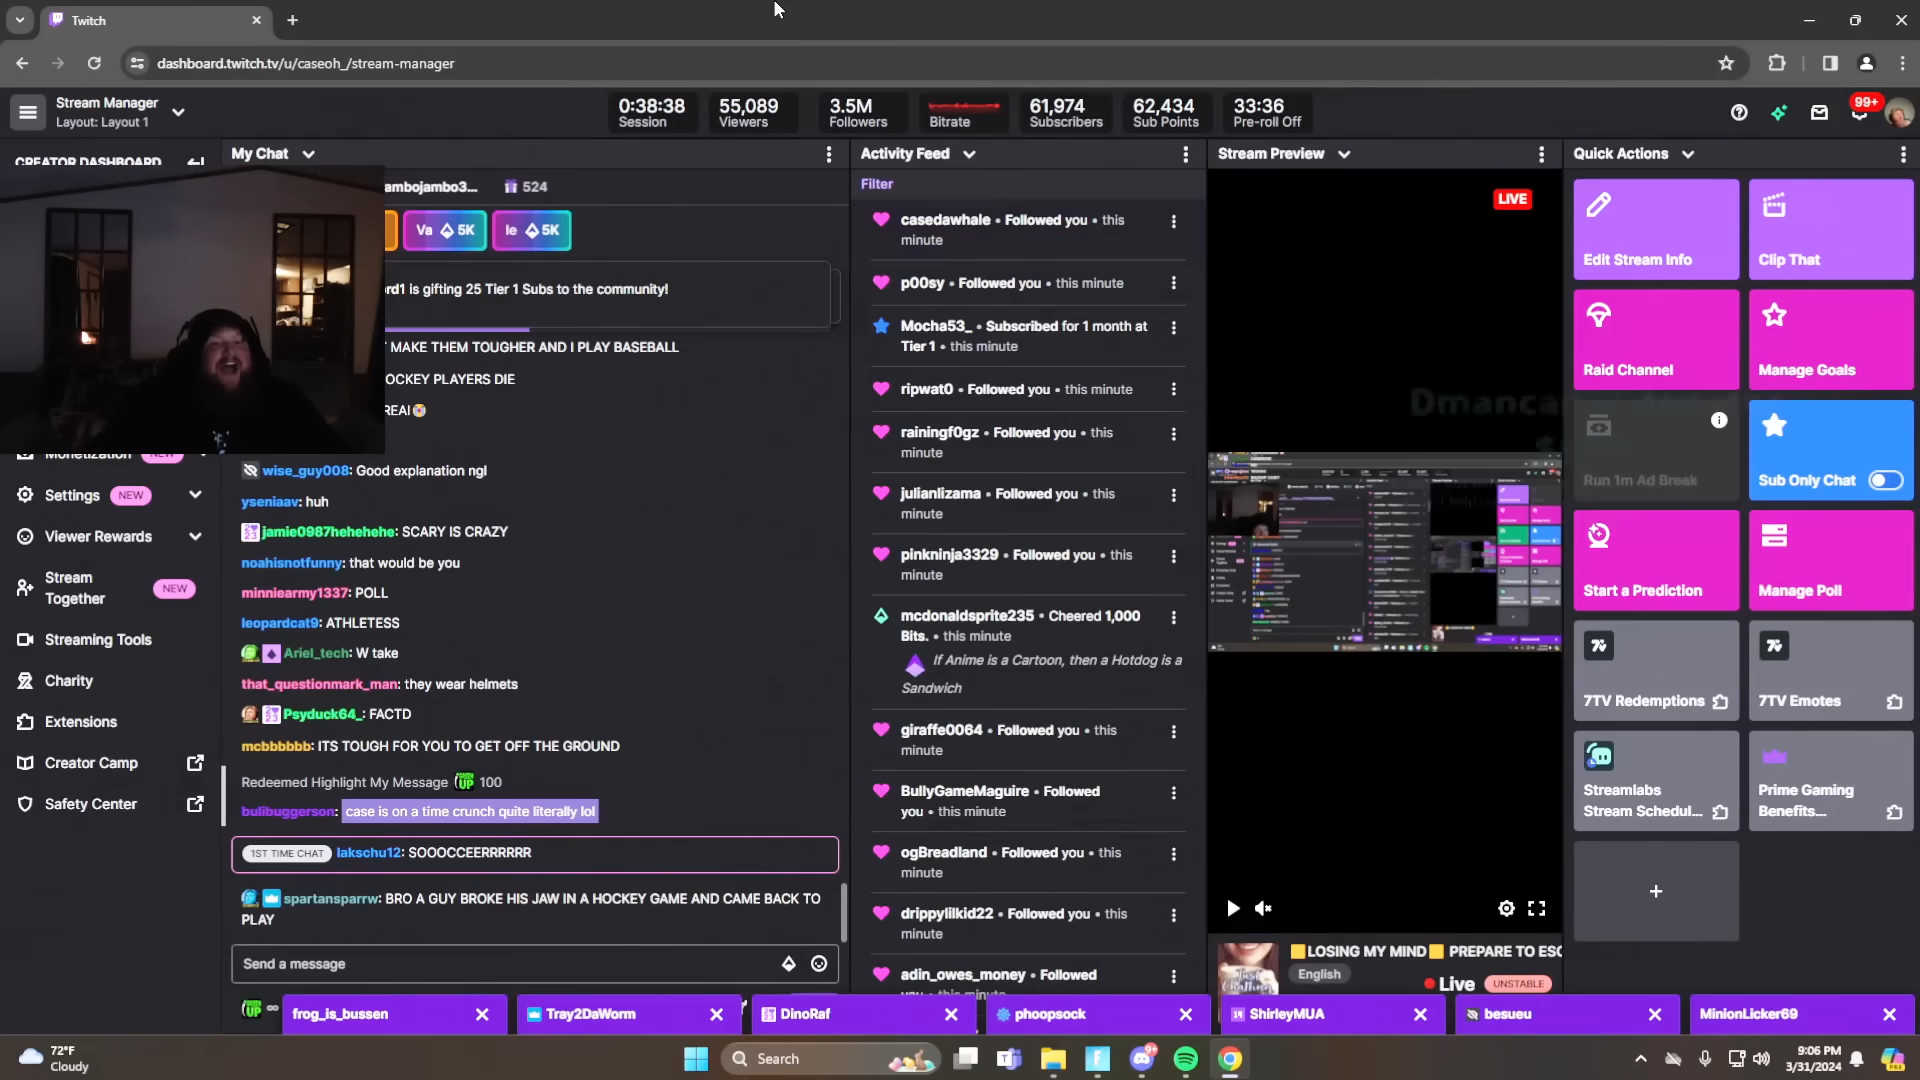 Twitch
dashboard.twitch.tv/u/caseoh_/stream-manager
Stream Manager
Layout: Layout 1
0:38:38
Session
55,089
Viewers
3.5M
Followers
Bitrate
61,974
Subscribers
62,434
Sub Points
33:36
Pre-roll Off
99+
CREATOR DASHBOARD
Monetization NEW
Settings NEW
Viewer Rewards
Stream
Together NEW
Streaming Tools
Charity
Extensions
Creator Camp
Safety Center
My Chat
ambojambo3... 524
Va 5K
le 5K
rd1 is gifting 25 Tier 1 Subs to the community!
MAKE THEM TOUGHER AND I PLAY BASEBALL
OCKEY PLAYERS DIE
wise_guy008: Good explanation ngl
yseniaav: huh
jamie0987hehehehe: SCARY IS CRAZY
noahisnotfunny: that would be you
minniearmy1337: POLL
leopardcat9: ATHLETESS
Ariel_tech: W take
that_questionmark_man: they wear helmets
Psyduck64_: FACTD
mcbbbbbb: ITS TOUGH FOR YOU TO GET OFF THE GROUND
Redeemed Highlight My Message 100
bulibuggerson: case is on a time crunch quite literally lol
1ST TIME CHAT lakschu12: SOOOCCEERRRRRR
spartansparrw: BRO A GUY BROKE HIS JAW IN A HOCKEY GAME AND CAME BACK TO
PLAY
Send a message
Activity Feed
Filter
casedawhale • Followed you • this
minute
p00sy • Followed you • this minute
Mocha53_ • Subscribed for 1 month at
Tier 1 • this minute
ripwat0 • Followed you • this minute
rainingf0gz • Followed you • this
minute
julianlizama • Followed you • this
minute
pinkninja3329 • Followed you • this
minute
mcdonaldsprite235 • Cheered 1,000
Bits. • this minute
If Anime is a Cartoon, then a Hotdog is a
Sandwich
giraffe0064 • Followed you • this
minute
BullyGameMaguire • Followed
you • this minute
ogBreadland • Followed you • this
minute
drippylilkid22 • Followed you • this
minute
adin_owes_money • Followed
you • this minute
Stream Preview
LIVE
Dmanca
🟨LOSING MY MIND🟨 PREPARE TO ESC
English
Live UNSTABLE
Quick Actions
Edit Stream Info
Clip That
Raid Channel
Manage Goals
Run 1m Ad Break
Sub Only Chat
Start a Prediction
Manage Poll
7TV Redemptions
7TV Emotes
Streamlabs
Stream Schedul...
Prime Gaming
Benefits...
frog_is_bussen
Tray2DaWorm
DinoRaf
phoopsock
ShirleyMUA
besueu
MinionLicker69
72°F
Cloudy
Search
9:06 PM
3/31/2024